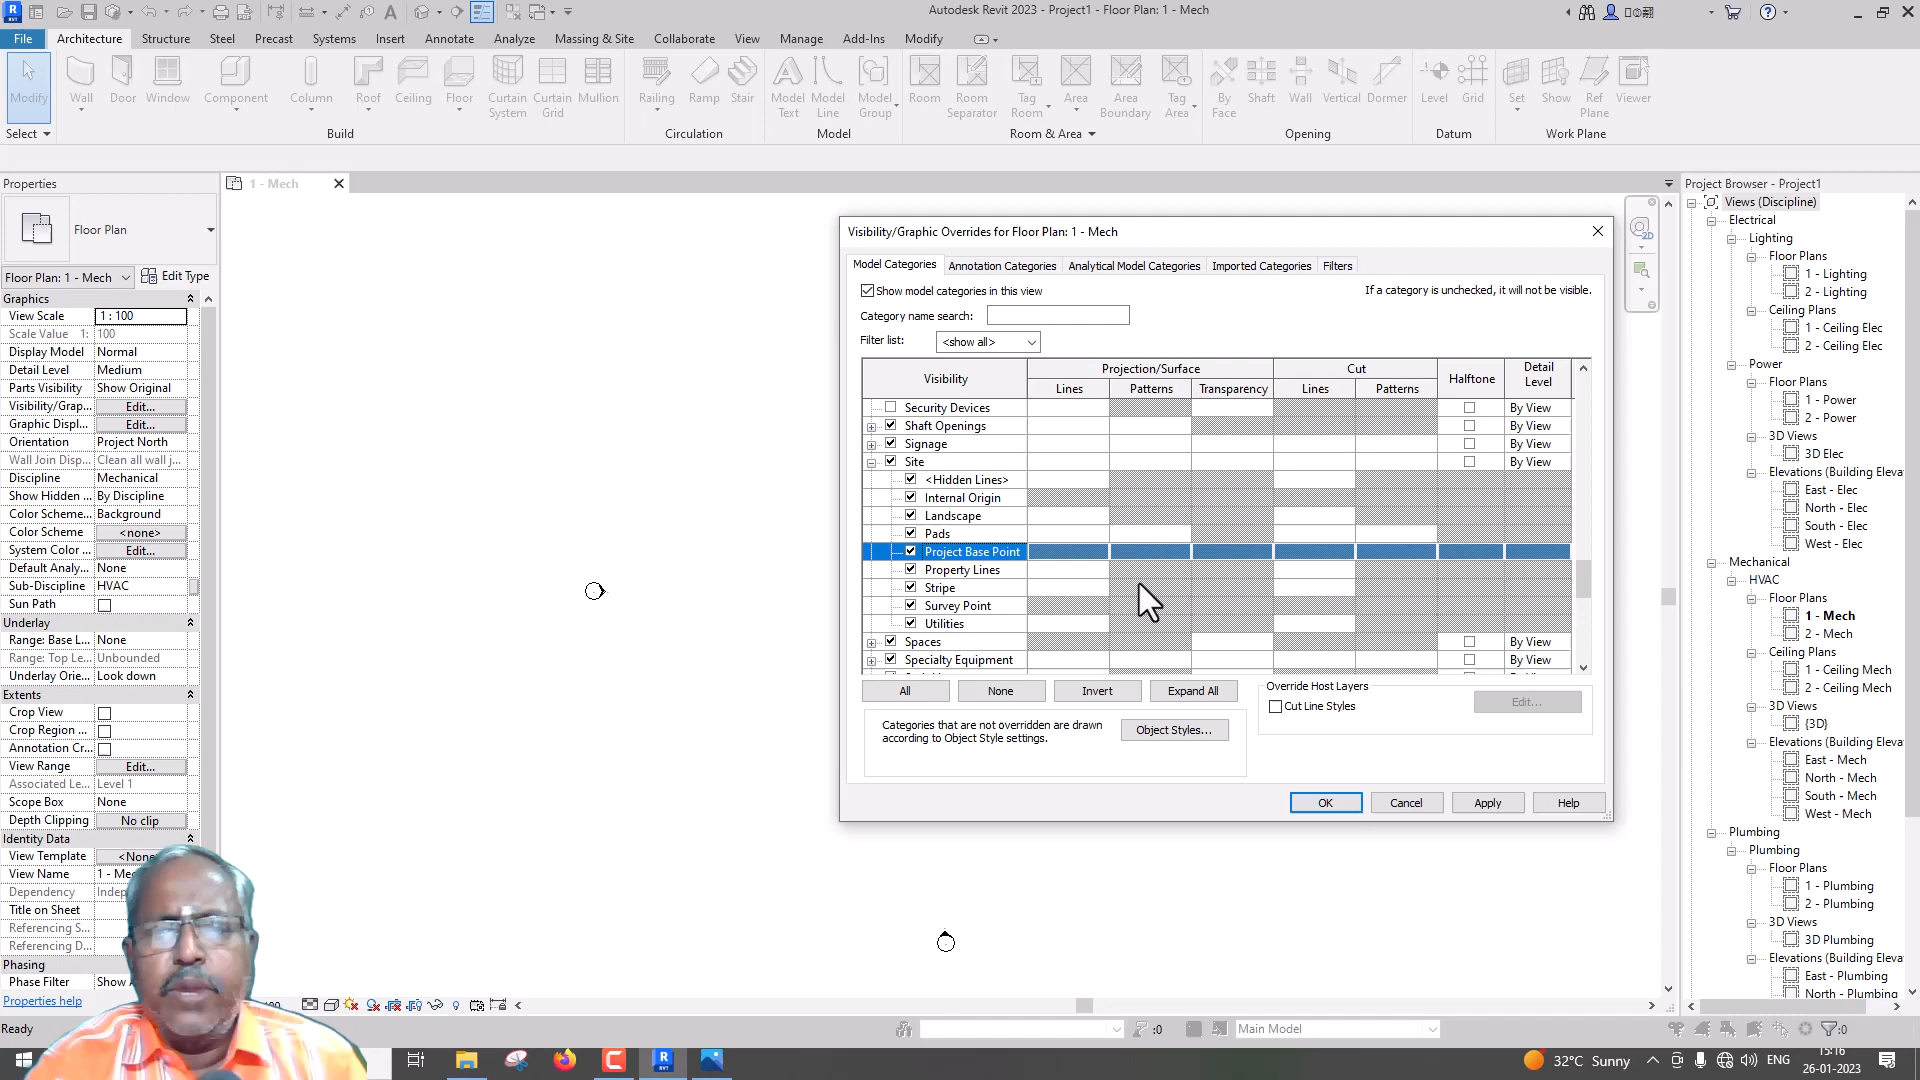 Autodesk Revit 2023 - Project1 - Floor Plan: 1 - Mech
File Architecture Structure Steel Precast Systems Insert Annotate Analyze Massing & Site Collaborate View Manage Add-Ins Modify
Modify Wall Door Window Component Column Roof Ceiling Floor Curtain System Curtain Grid Mullion Railing Ramp Stair Model Text Model Line Model Group Room Room Separator Tag Room Area Area Boundary Tag Area By Face Shaft Wall Vertical Dormer Level Grid Set Show Ref Plane Viewer
Select Build Circulation Model Room & Area Opening Datum Work Plane
Properties
Floor Plan
Floor Plan: 1 - Mech Edit Type
Graphics
View Scale 1 : 100
Scale Value 1: 100
Display Model Normal
Detail Level Medium
Parts Visibility Show Original
Visibility/Grap... Edit...
Graphic Displ... Edit...
Orientation Project North
Wall Join Disp... Clean all wall j...
Discipline Mechanical
Show Hidden ... By Discipline
Color Scheme... Background
Color Scheme <none>
System Color ... Edit...
Default Analy... None
Sub-Discipline HVAC
Sun Path
Underlay
Range: Base L... None
Range: Top Le... Unbounded
Underlay Orie... Look down
Extents
Crop View
Crop Region ...
Annotation Cr...
View Range Edit...
Associated Le... Level 1
Scope Box None
Depth Clipping No clip
Identity Data
View Template <None
View Name 1 - Mec
Dependency Indep
Title on Sheet
Referencing S...
Referencing D...
Phasing
Phase Filter Show A
Properties help
Ready
1 - Mech
Visibility/Graphic Overrides for Floor Plan: 1 - Mech
Model Categories Annotation Categories Analytical Model Categories Imported Categories Filters
Show model categories in this view If a category is unchecked, it will not be visible.
Category name search:
Filter list: <show all>
Visibility Projection/Surface Cut Halftone Detail Level
Lines Patterns Transparency Lines Patterns
Security Devices By View
Shaft Openings By View
Signage By View
Site By View
<Hidden Lines>
Internal Origin
Landscape
Pads
Project Base Point
Property Lines
Stripe
Survey Point
Utilities
Spaces By View
Specialty Equipment By View
All None Invert Expand All
Override Host Layers
Cut Line Styles Edit...
Categories that are not overridden are drawn
according to Object Style settings.
Object Styles...
OK Cancel Apply Help
Project Browser - Project1
Views (Discipline)
Electrical
Lighting
Floor Plans
1 - Lighting
2 - Lighting
Ceiling Plans
1 - Ceiling Elec
2 - Ceiling Elec
Power
Floor Plans
1 - Power
2 - Power
3D Views
3D Elec
Elevations (Building Eleva
East - Elec
North - Elec
South - Elec
West - Elec
Mechanical
HVAC
Floor Plans
1 - Mech
2 - Mech
Ceiling Plans
1 - Ceiling Mech
2 - Ceiling Mech
3D Views
{3D}
Elevations (Building Eleva
East - Mech
North - Mech
South - Mech
West - Mech
Plumbing
Plumbing
Floor Plans
1 - Plumbing
2 - Plumbing
3D Views
3D Plumbing
Elevations (Building Eleva
East - Plumbing
North - Plumbing
:0 Main Model :0
32°C Sunny ENG 15:16
26-01-2023